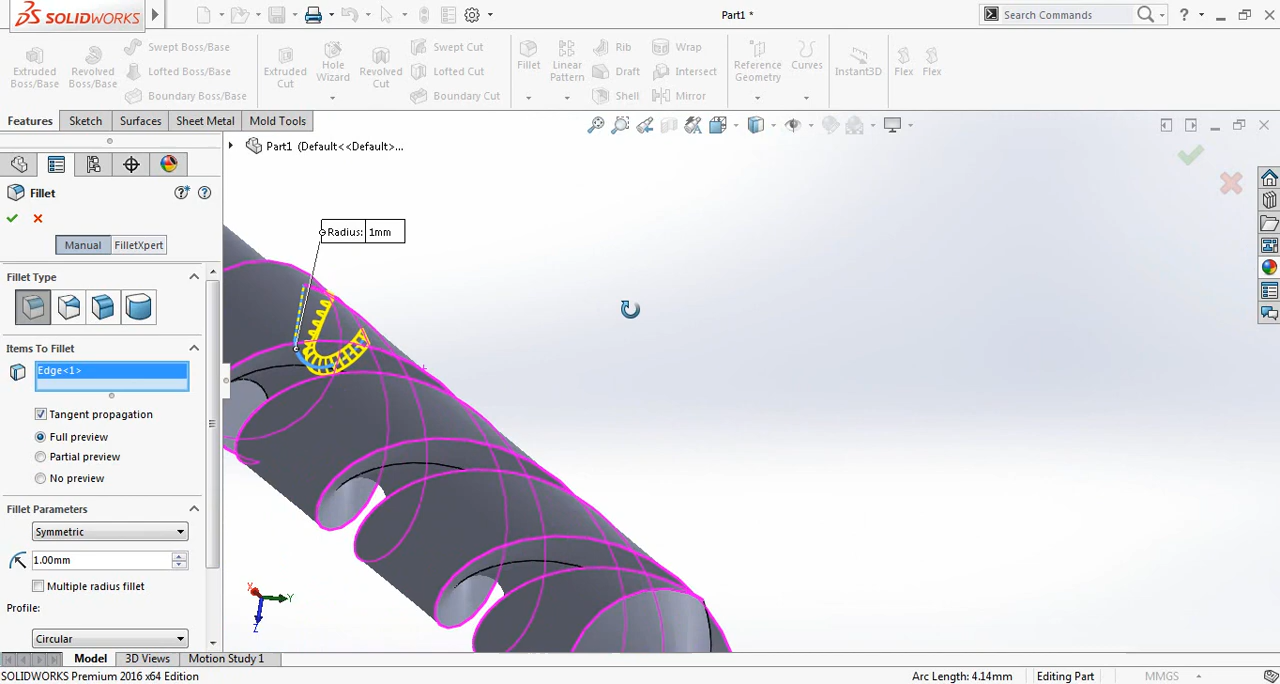 SOLIDWORKS
Part1 *
Search Commands
?
Extruded Boss/Base
Revolved Boss/Base
Swept Boss/Base
Lofted Boss/Base
Boundary Boss/Base
Extruded Cut
Hole Wizard
Revolved Cut
Swept Cut
Lofted Cut
Boundary Cut
Fillet
Linear Pattern
Rib
Draft
Shell
Wrap
Intersect
Mirror
Reference Geometry
Curves
Instant3D
Flex
Flex
Features
Sketch
Surfaces
Sheet Metal
Mold Tools
Part1 (Default<<Default>...
Fillet
Manual
FilletXpert
Fillet Type
Items To Fillet
Edge<1>
Tangent propagation
Full preview
Partial preview
No preview
Fillet Parameters
Symmetric
1.00mm
Multiple radius fillet
Profile:
Circular
Radius: 1mm
X
Y
Z
Model
3D Views
Motion Study 1
SOLIDWORKS Premium 2016 x64 Edition
Arc Length: 4.14mm
Editing Part
MMGS